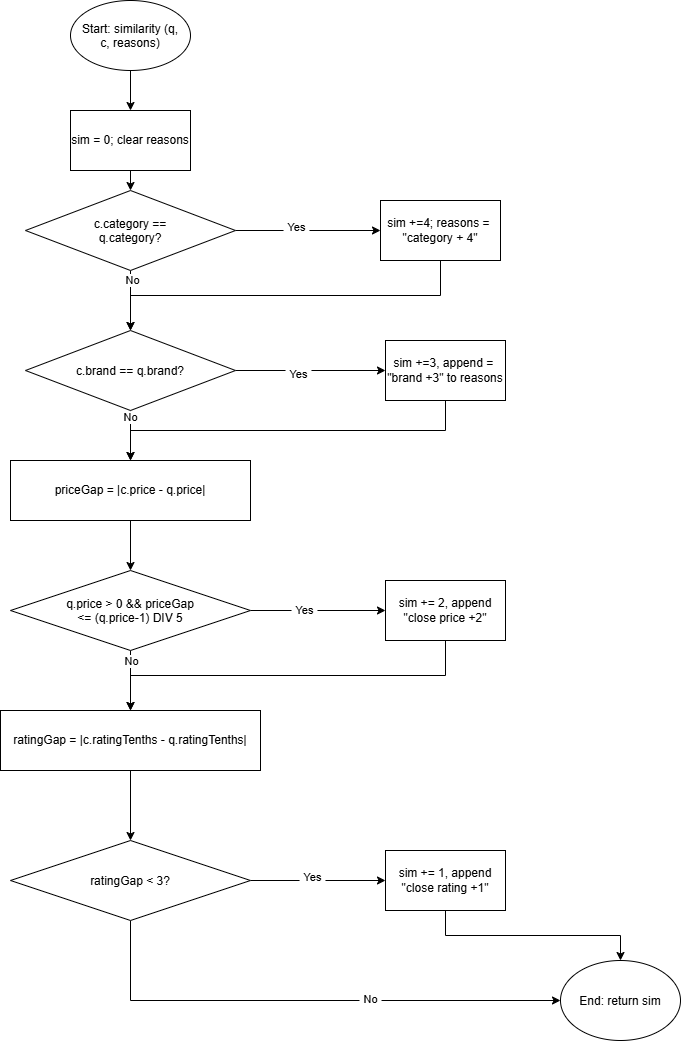 Start: similarity (q,
c, reasons)
sim = 0; clear reasons
c.category ==
q.category?
Yes
sim +=4; reasons =
"category + 4"
No
c.brand == q.brand?
Yes
sim +=3, append =
"brand +3" to reasons
No
priceGap = |c.price - q.price|
q.price > 0 && priceGap
<= (q.price-1) DIV 5
Yes
sim += 2, append
"close price +2"
No
ratingGap = |c.ratingTenths - q.ratingTenths|
ratingGap < 3?
Yes
sim += 1, append
"close rating +1"
No
End: return sim